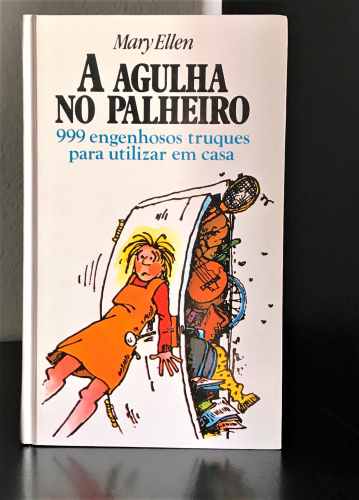 Mary Ellen
A AGULHA
NO PALHEIRO
999 engenhosos truques
para utilizar em casa